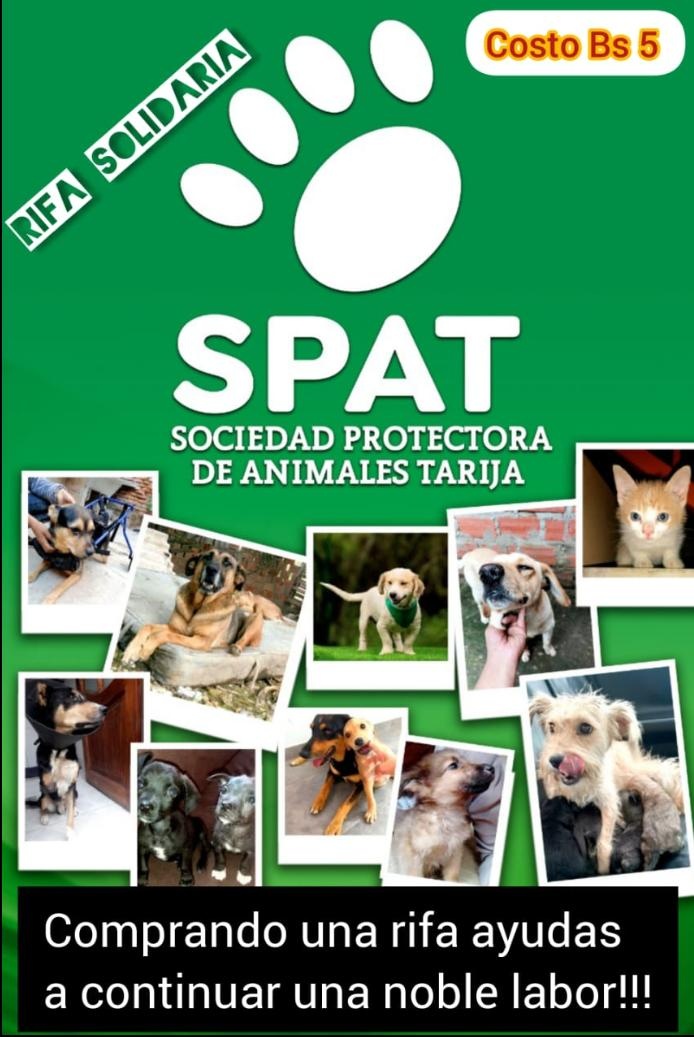 RIFA SOLIDARIA
Costo Bs 5
SPAT
SOCIEDAD PROTECTORA
DE ANIMALES TARIJA
Comprando una rifa ayudas
a continuar una noble labor!!!